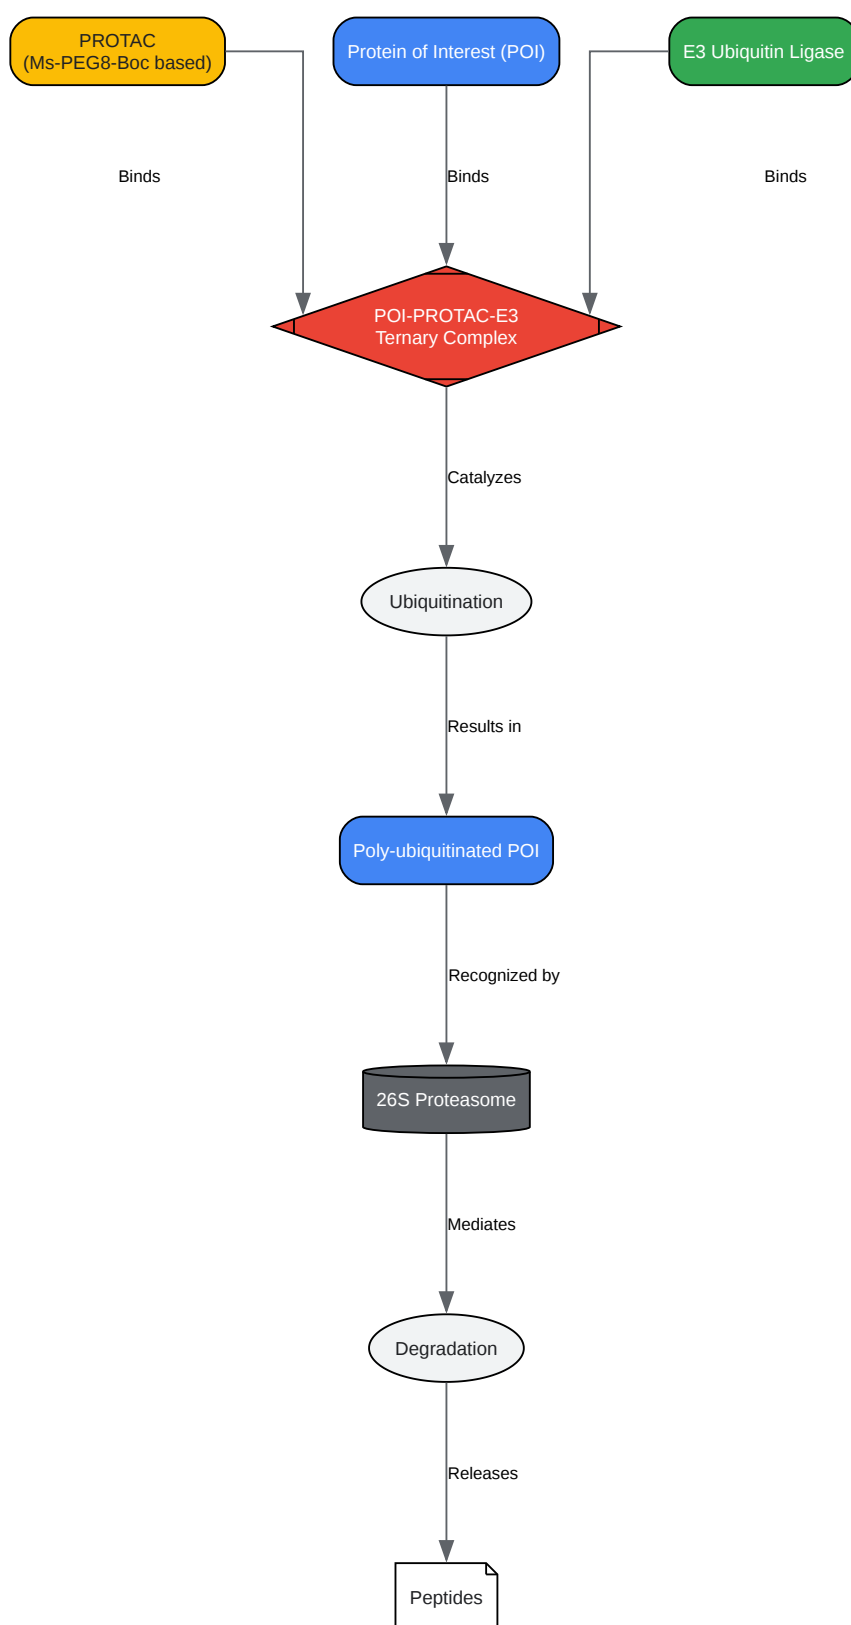 PROTAC
(Ms-PEG8-Boc based)
Protein of Interest (POI)
E3 Ubiquitin Ligase
Binds
Binds
Binds
POI-PROTAC-E3
Ternary Complex
Catalyzes
Ubiquitination
Results in
Poly-ubiquitinated POI
Recognized by
26S Proteasome
Mediates
Degradation
Releases
Peptides